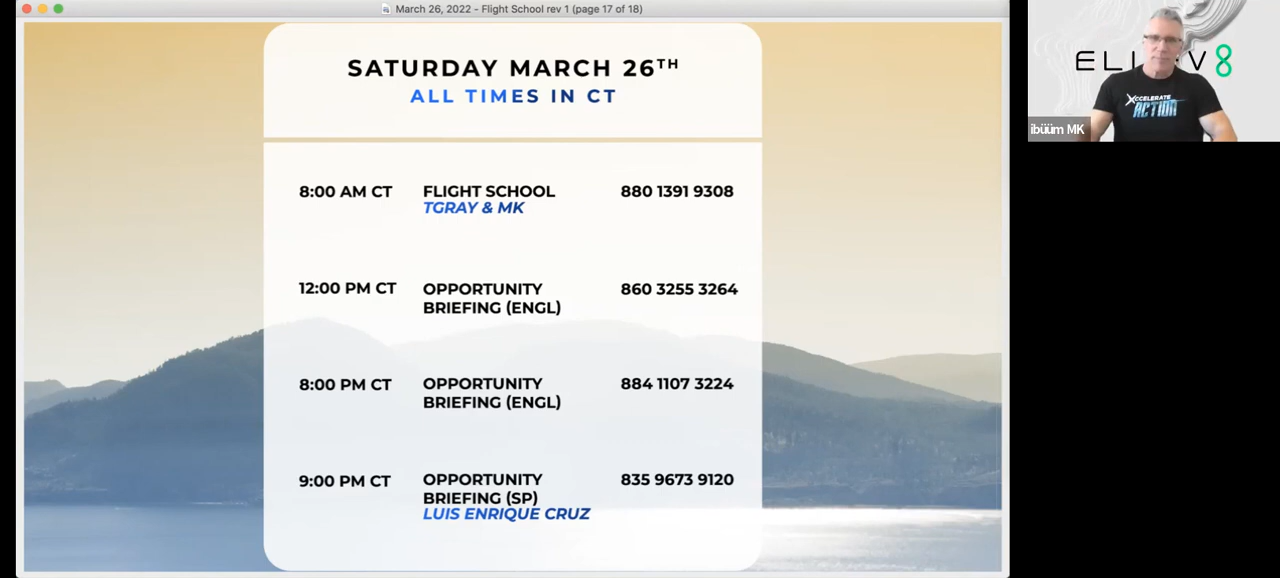 March 26, 2022 - Flight School rev 1 (page 17 of 18)
SATURDAY MARCH 26TH
ALL TIMES IN CT
8:00 AM CT FLIGHT SCHOOL 880 1391 9308
TGRAY & MK
12:00 PM CT OPPORTUNITY 860 3255 3264
BRIEFING (ENGL)
8:00 PM CT OPPORTUNITY 884 1107 3224
BRIEFING (ENGL)
9:00 PM CT OPPORTUNITY 835 9673 9120
BRIEFING (SP)
LUIS ENRIQUE CRUZ
XCCELERATE
ACTION
ibüüm MK